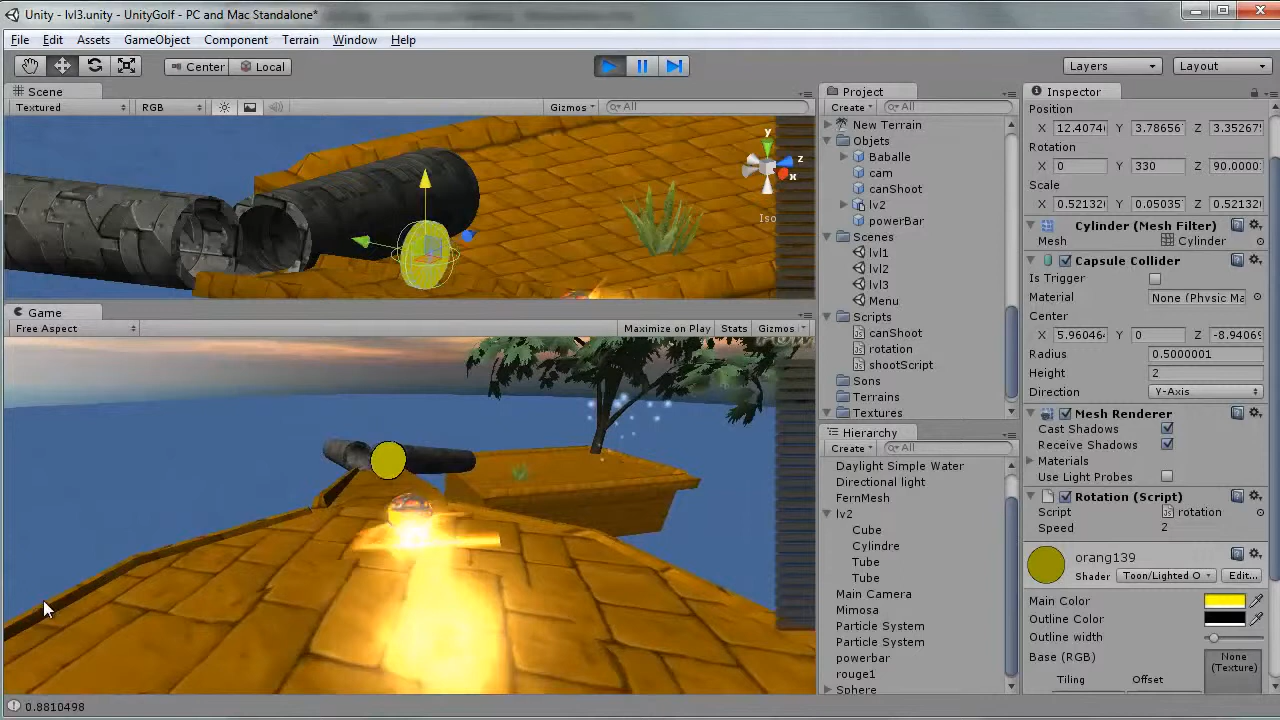 Unity - lvl3.unity - UnityGolf - PC and Mac Standalone*
File Edit Assets GameObject Component Terrain Window Help
Center Local Layers Layout
Scene
Textured RGB Gizmos All
y
z
x
Iso
Game
Free Aspect Maximize on Play Stats Gizmos
Project
Create All
New Terrain
Objets
Baballe
cam
canShoot
lv2
powerBar
Scenes
lvl1
lvl2
lvl3
Menu
Scripts
canShoot
rotation
shootScript
Sons
Terrains
Textures
Hierarchy
Create All
Daylight Simple Water
Directional light
FernMesh
lv2
Cube
Cylindre
Tube
Tube
Main Camera
Mimosa
Particle System
Particle System
powerbar
rouge1
Sphere
Inspector
Position
X 12.4074 Y 3.78656 Z 3.35267
Rotation
X 0 Y 330 Z 90.0000
Scale
X 0.52132 Y 0.05035 Z 0.52132
Cylinder (Mesh Filter)
Mesh Cylinder
Capsule Collider
Is Trigger
Material None (Physic Ma
Center
X 5.96046 Y 0 Z -8.9406
Radius 0.5000001
Height 2
Direction Y-Axis
Mesh Renderer
Cast Shadows
Receive Shadows
Materials
Use Light Probes
Rotation (Script)
Script rotation
Speed 2
orang139
Shader Toon/Lighted O Edit...
Main Color
Outline Color
Outline width
Base (RGB) None
(Texture)
Tiling Offset
0.8810498